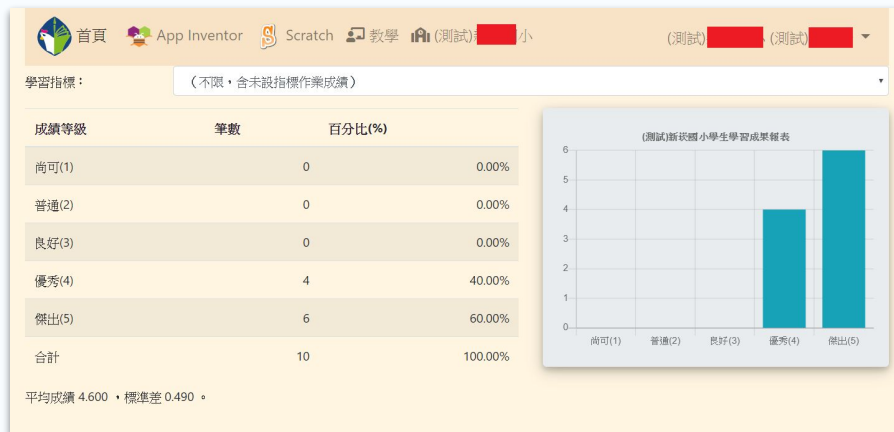 首頁 App Inventor Scratch 教學 (測試) 小 (測試) (測試)
學習指標： （不限，含未設指標作業成績）
成績等級 筆數 百分比(%)
尚可(1) 0 0.00%
普通(2) 0 0.00%
良好(3) 0 0.00%
優秀(4) 4 40.00%
傑出(5) 6 60.00%
合計 10 100.00%
平均成績 4.600 ，標準差 0.490 。
(測試)新崁國小學生學習成果報表
6
5
4
3
2
1
0
尚可(1) 普通(2) 良好(3) 優秀(4) 傑出(5)